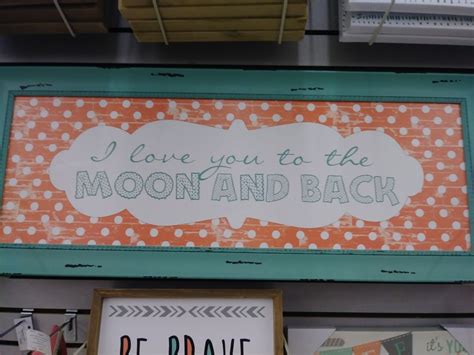 I love you to the
MOON AND BACK
BE BRAVE
it's